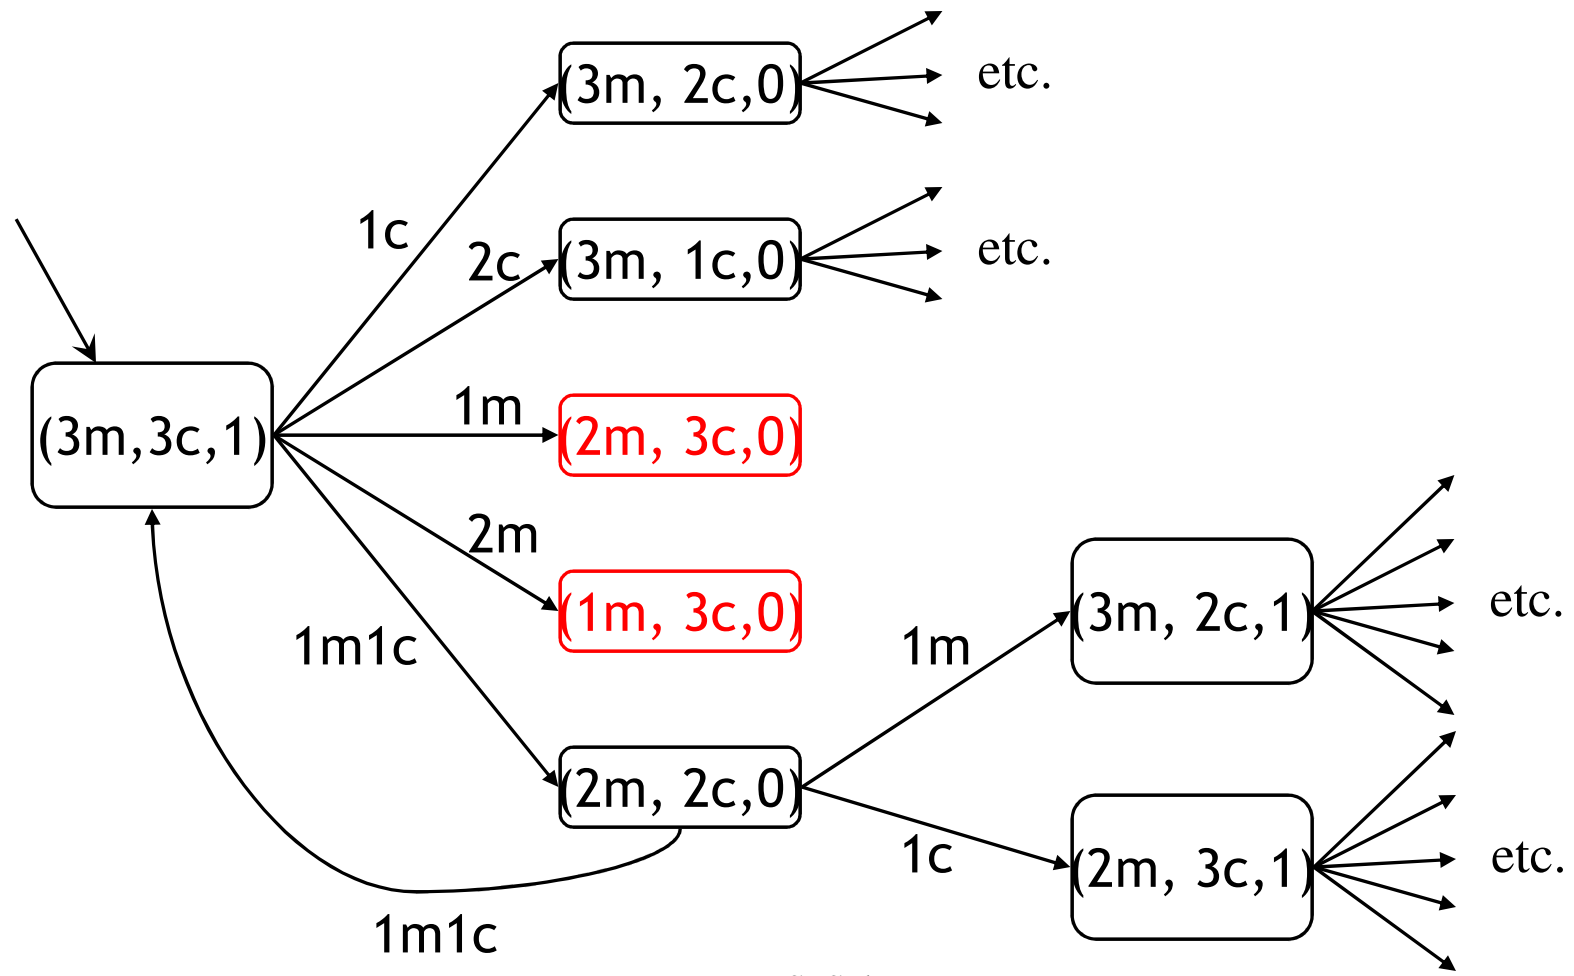 (3m, 2c,0)
etc.
1c
2c
(3m, 1c,0)
etc.
1m
(3m,3c,1)
(2m, 3c,0)
2m
(1m, 3c,0)
1m1c
1m
(3m, 2c,1)
etc.
(2m, 2c,0)
1c
(2m, 3c,1)
etc.
1m1c